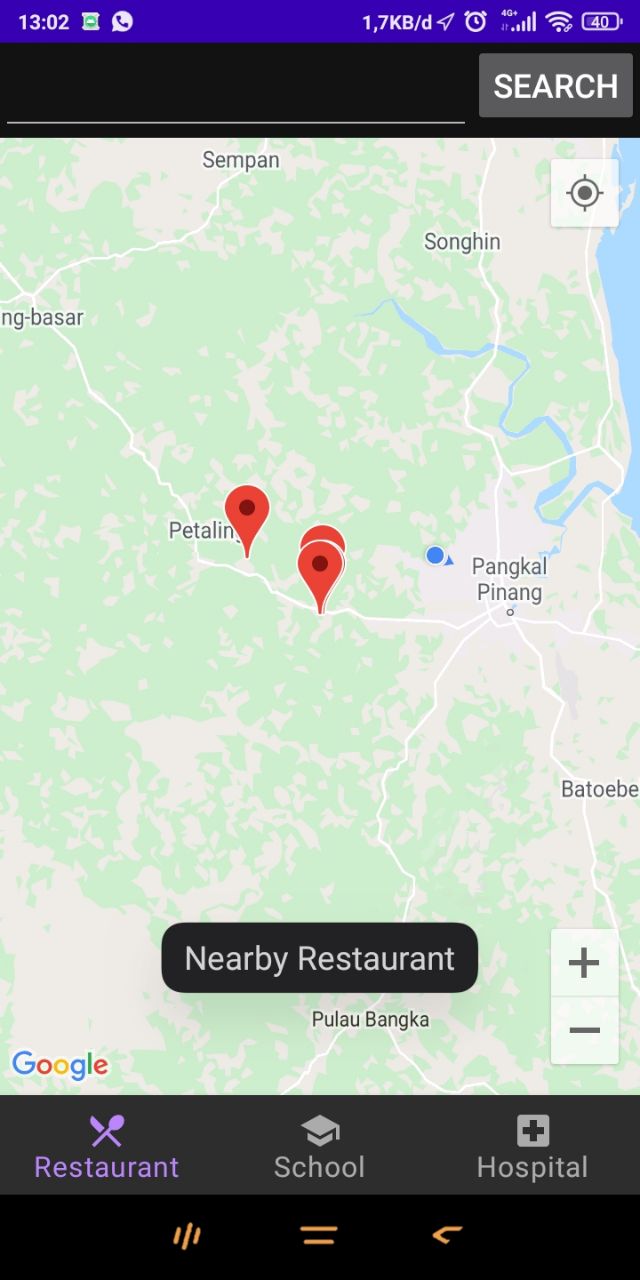 13:02
1,7KB/d
4G+
40
SEARCH
Sempan
Songhin
ng-basar
Petaling
Pangkal
Pinang
Batoebe
Nearby Restaurant
Pulau Bangka
Google
Restaurant
School
Hospital